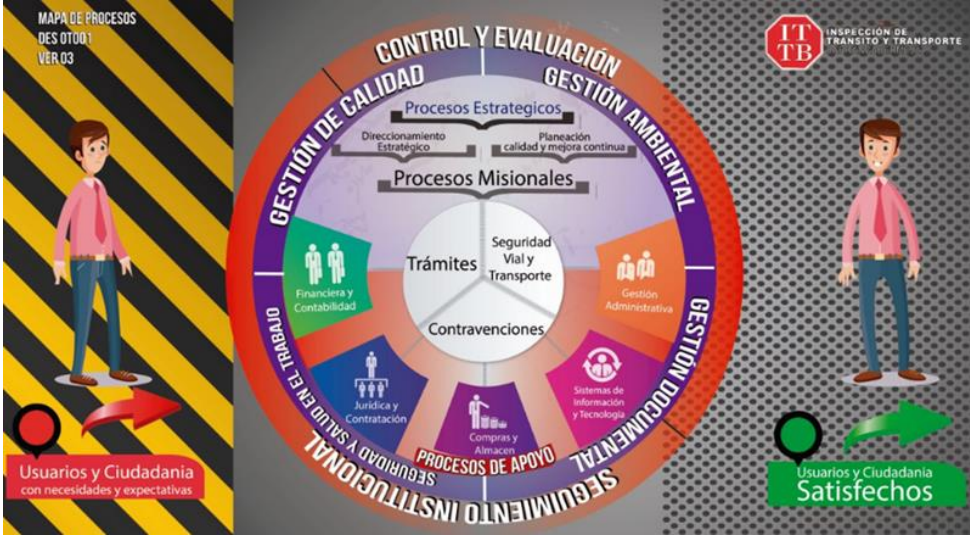 MAPA DE PROCESOS
DES OT001
VER 03
ITTB
INSPECCIÓN DE
TRÁNSITO Y TRANSPORTE
CONTROL Y EVALUACIÓN
GESTIÓN DE CALIDAD
GESTIÓN AMBIENTAL
Procesos Estrategicos
Direccionamiento
Estratégico
Planeación
calidad y mejora continua
Procesos Misionales
Trámites
Seguridad
Vial y
Transporte
Contravenciones
Financiera y
Contabilidad
Gestión
Administrativa
Jurídica y
Contratación
Sistemas de
Información
y Tecnología
Compras y
Almacen
PROCESOS DE APOYO
SEGURIDAD Y SALUD EN EL TRABAJO
GESTIÓN DOCUMENTAL
SEGUIMIENTO INSTITUCIONAL
Usuarios y Ciudadania
con necesidades y expectativas
Usuarios y Ciudadania
Satisfechos